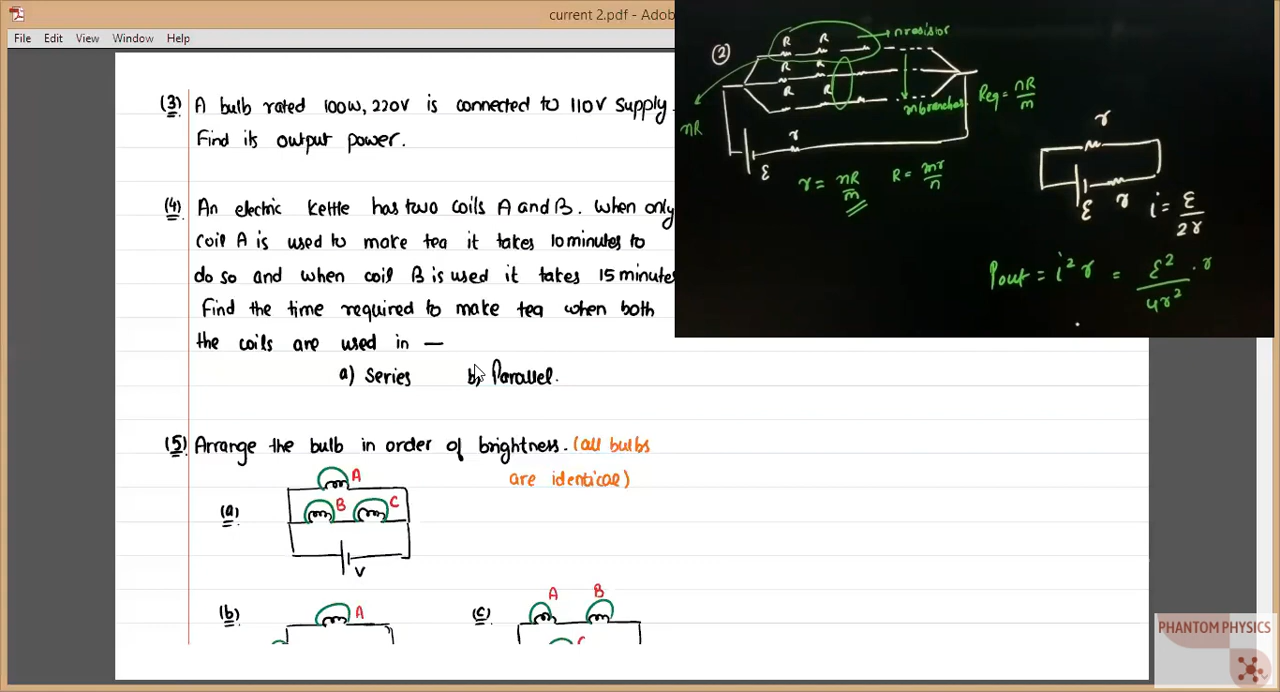 current 2.pdf - Adob
File Edit View Window Help
(3) A bulb rated 100w, 220V is connected to 110V supply.
Find its output power.
(4) An electric kettle has two coils A and B. When only
coil A is used to make tea it takes 10 minutes to
do so and when coil B is used it takes 15 minutes
Find the time required to make tea when both
the coils are used in —
a) Series b) Parallel.
(5) Arrange the bulb in order of brightness. (all bulbs
are identical)
(a)
A
B C
V
(b)
A
(c)
A B
C
②
R R
R
R R
→ n resistor
m branches
nR
Req = nR/m
r
ε
r = nR/m R = mr/n
r
ε r
i = ε/2r
Pout = i² r = ε²/4r² · r
PHANTOM PHYSICS